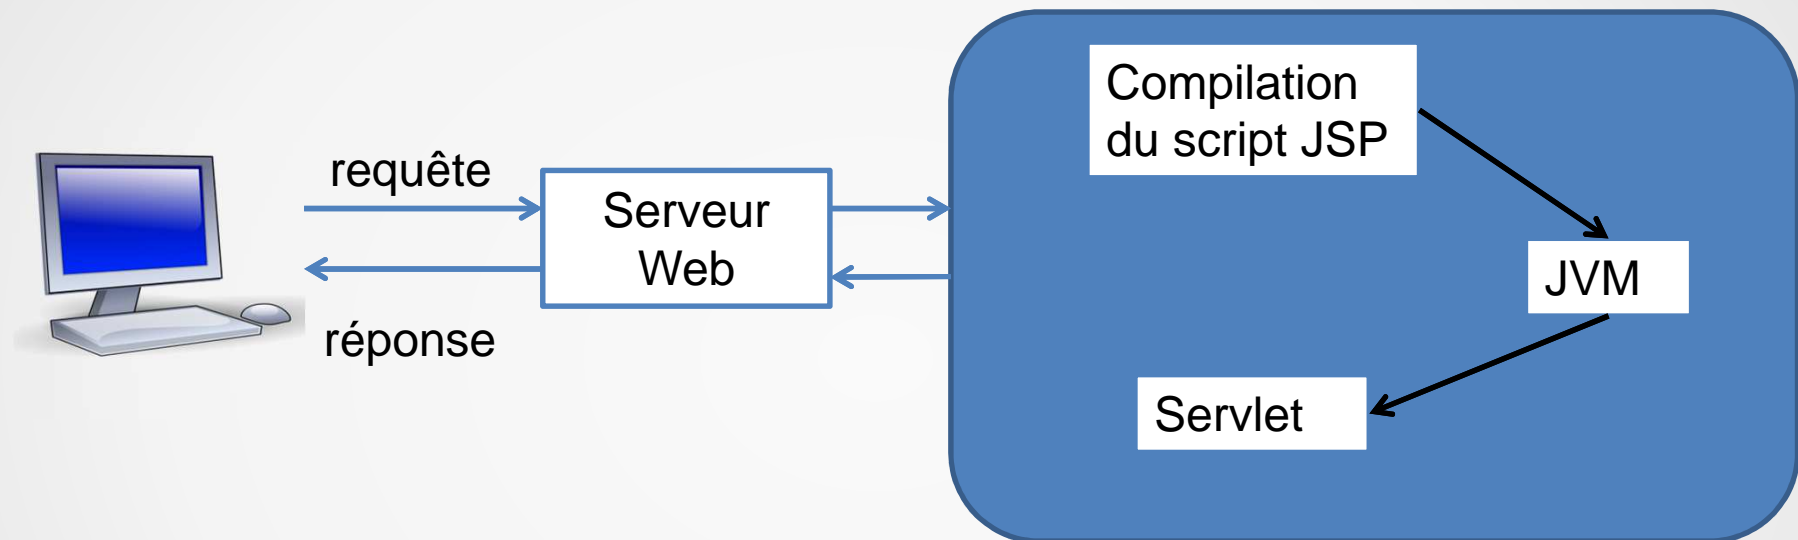 requête
réponse
Serveur
Web
Compilation
du script JSP
JVM
Servlet